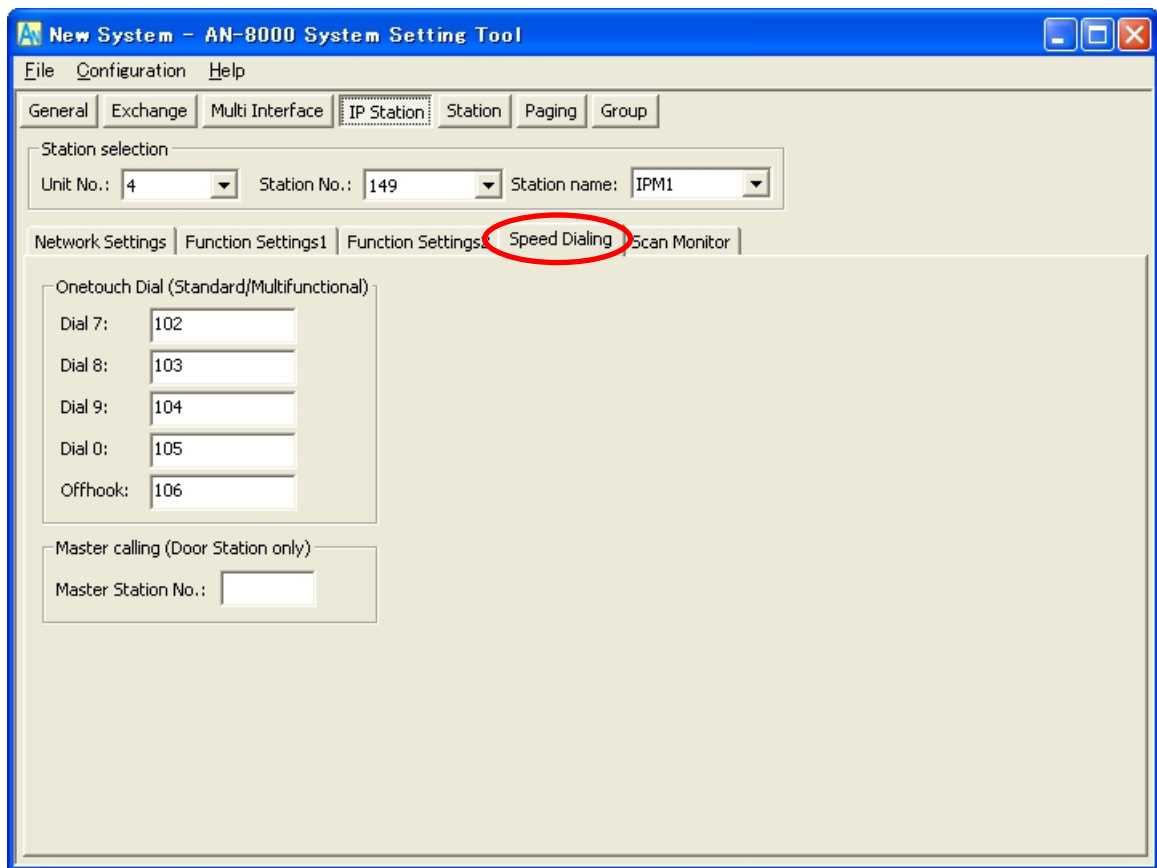 New System - AN-8000 System Setting Tool
File Configuration Help
General Exchange Multi Interface IP Station Station Paging Group
Station selection
Unit No.: 4 Station No.: 149 Station name: IPM1
Network Settings Function Settings1 Function Settings2 Speed Dialing Scan Monitor
Onetouch Dial (Standard/Multifunctional)
Dial 7: 102
Dial 8: 103
Dial 9: 104
Dial 0: 105
Offhook: 106
Master calling (Door Station only)
Master Station No.: